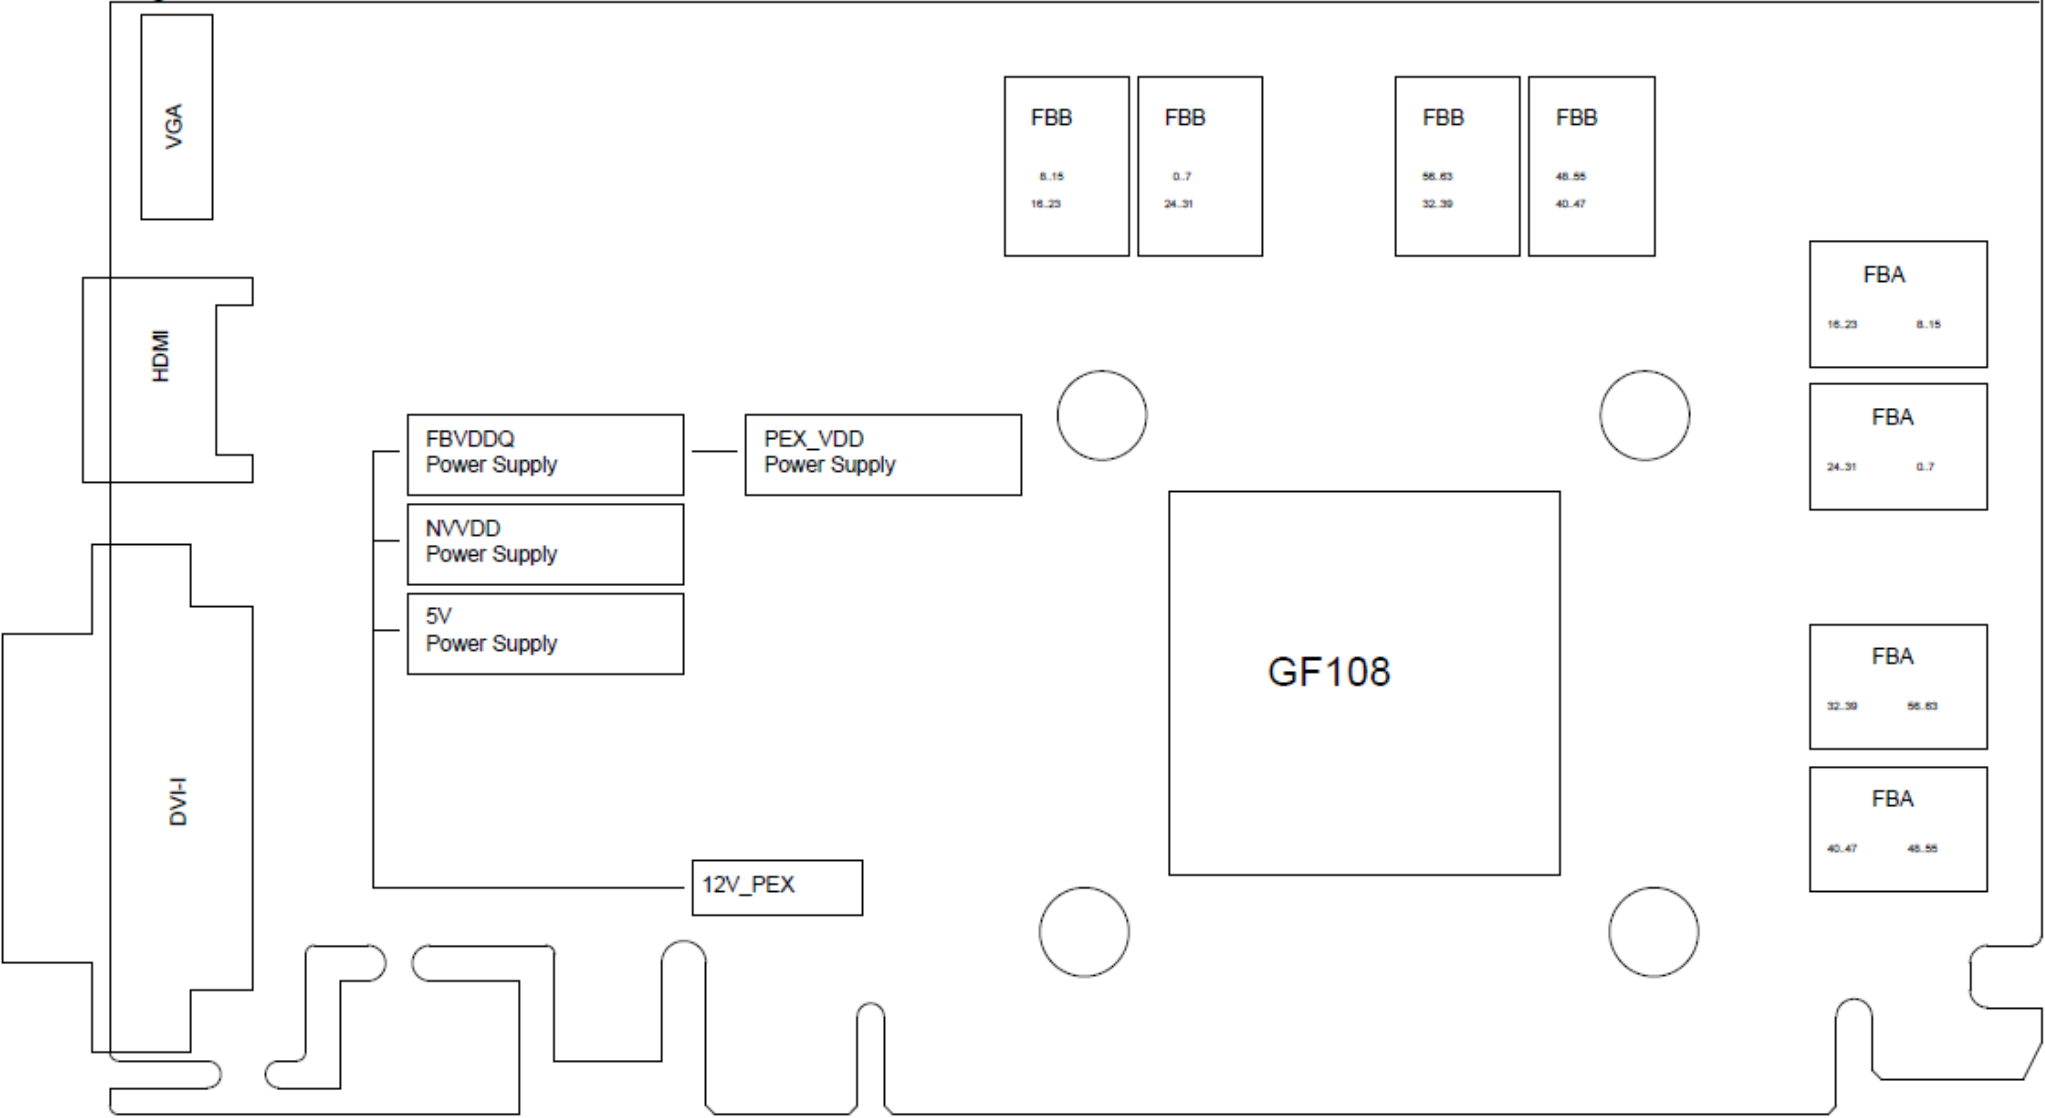 VGA
HDMI
DVI-I
FBVDDQ
Power Supply
PEX_VDD
Power Supply
NVVDD
Power Supply
5V
Power Supply
12V_PEX
GF108
FBB
8..15
16..23
FBB
0..7
24..31
FBB
56..63
32..39
FBB
48..55
40..47
FBA
16..23 8..15
FBA
24..31 0..7
FBA
32..39 56..63
FBA
40..47 48..55